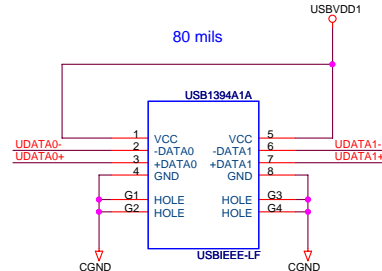 USBVDD1
80 mils
USB1394A1A
1 VCC VCC 5
UDATA0- 2 -DATA0 -DATA1 6 UDATA1-
UDATA0+ 3 +DATA0 +DATA1 7 UDATA1+
4 GND GND 8
G1 HOLE HOLE G3
G2 HOLE HOLE G4
USBIEEE-LF
CGND CGND